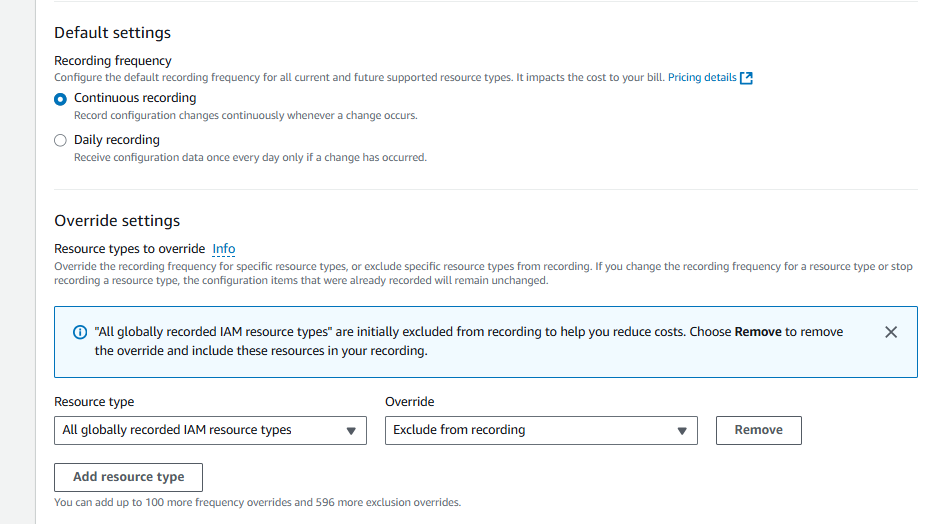 Default settings
Recording frequency
Configure the default recording frequency for all current and future supported resource types. It impacts the cost to your bill. Pricing details
Continuous recording
Record configuration changes continuously whenever a change occurs.
Daily recording
Receive configuration data once every day only if a change has occurred.
Override settings
Resource types to override Info
Override the recording frequency for specific resource types, or exclude specific resource types from recording. If you change the recording frequency for a resource type or stop
recording a resource type, the configuration items that were already recorded will remain unchanged.
"All globally recorded IAM resource types" are initially excluded from recording to help you reduce costs. Choose Remove to remove
the override and include these resources in your recording.
Resource type Override
All globally recorded IAM resource types Exclude from recording Remove
Add resource type
You can add up to 100 more frequency overrides and 596 more exclusion overrides.